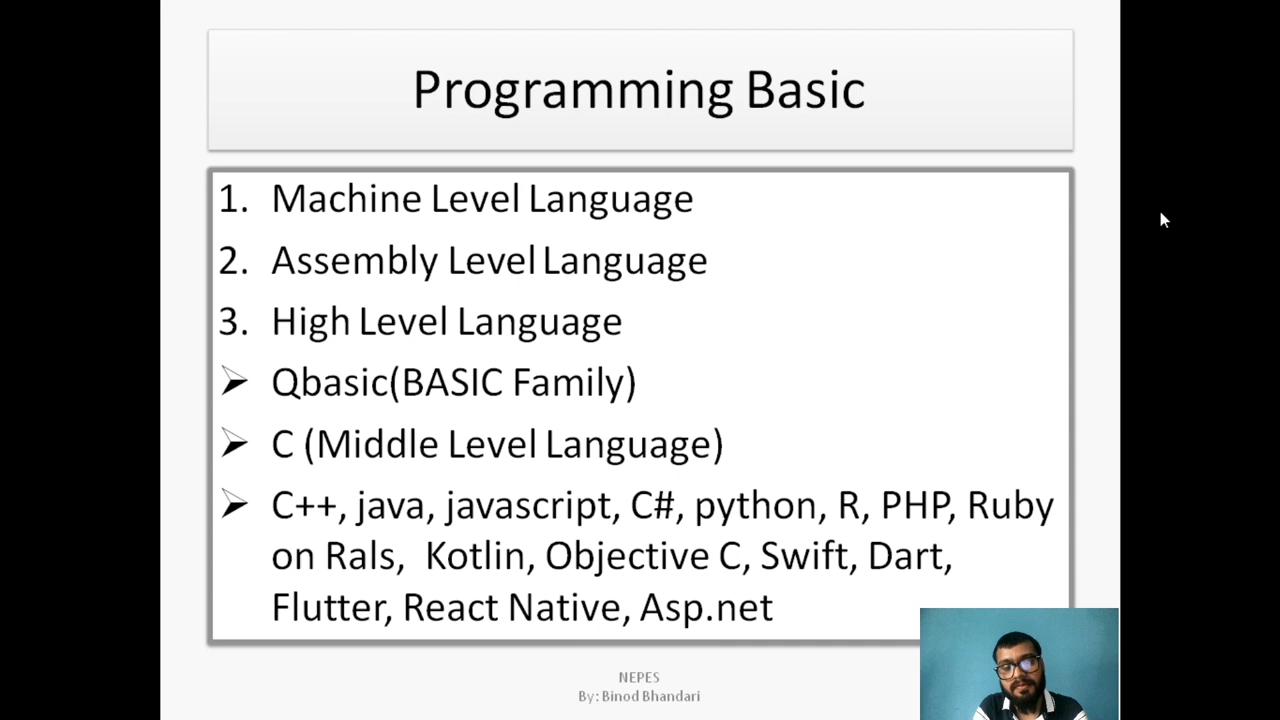 Programming Basic
1. Machine Level Language
2. Assembly Level Language
3. High Level Language
➢ Qbasic(BASIC Family)
➢ C (Middle Level Language)
➢ C++, java, javascript, C#, python, R, PHP, Ruby
on Rals, Kotlin, Objective C, Swift, Dart,
Flutter, React Native, Asp.net
NEPES
By: Binod Bhandari